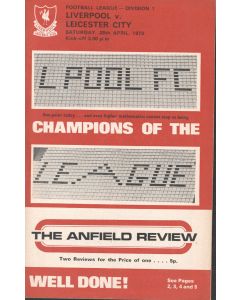 FOOTBALL LEAGUE — DIVISION 1
LIVERPOOL v.
LEICESTER CITY
SATURDAY, 28th APRIL, 1973
Kick-off 3.00 p.m.
L'POOL FC
CHAMPIONS OF THE
LEAGUE
THE ANFIELD REVIEW
Two Reviews for the Price of one . . . . 5p.
WELL DONE!
See Pages
2, 3, 4 and 5